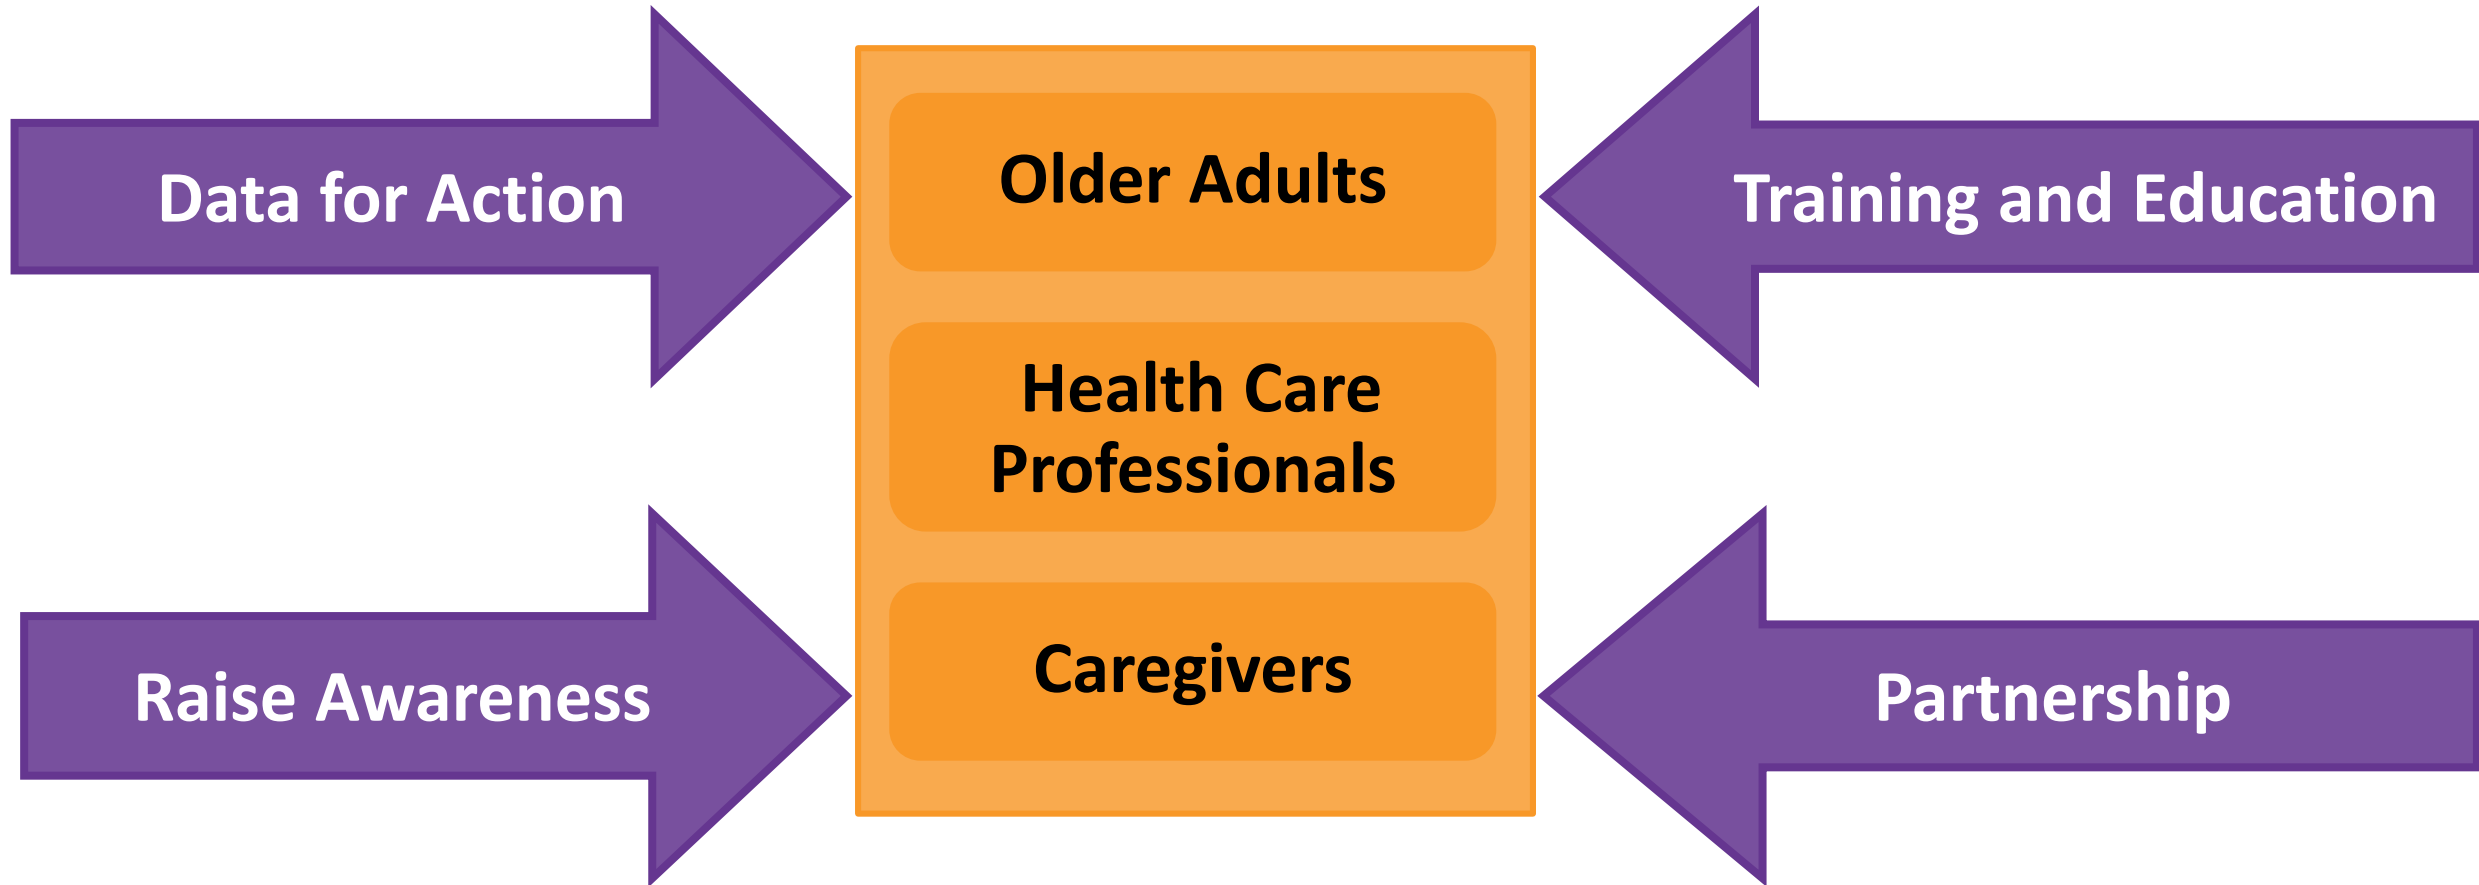 Data for Action
Older Adults
Training and Education
Health Care
Professionals
Raise Awareness
Caregivers
Partnership